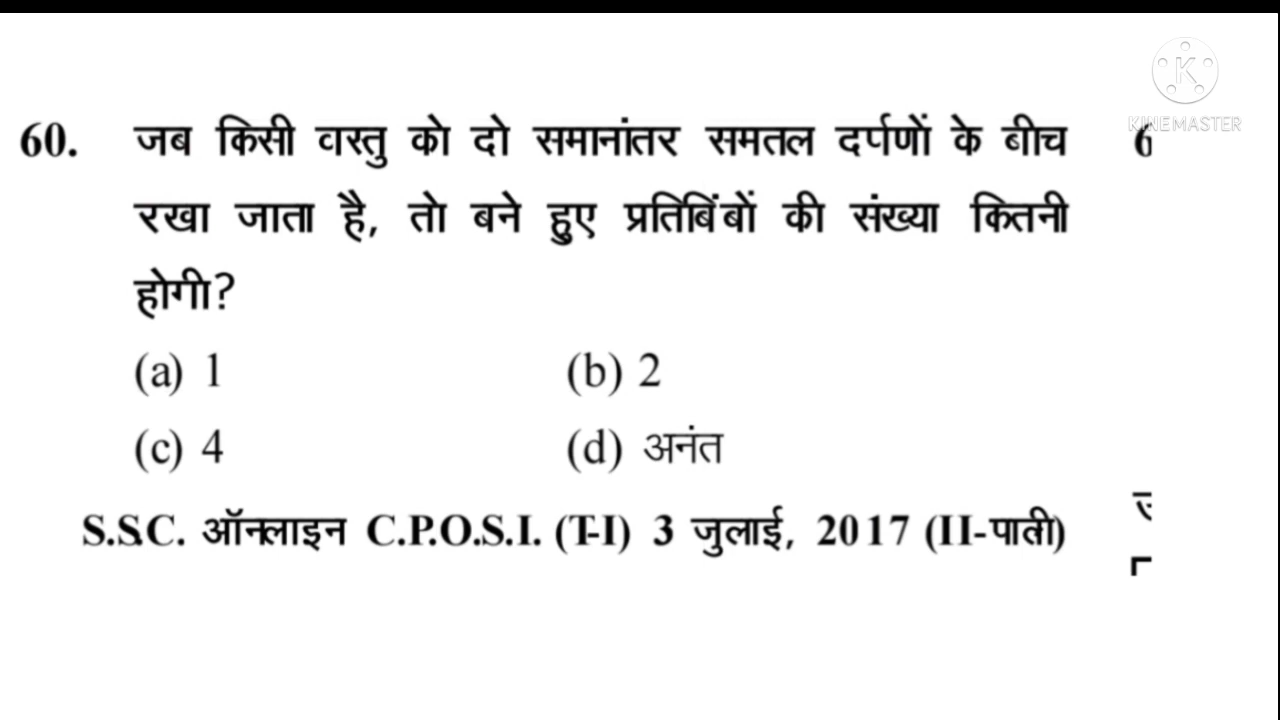 KINEMASTER
60. जब किसी वस्तु को दो समानांतर समतल दर्पणों के बीच 6
रखा जाता है, तो बने हुए प्रतिबिंबों की संख्या कितनी
होगी?
(a) 1 (b) 2
(c) 4 (d) अनंत
S.S.C. ऑनलाइन C.P.O.S.I. (T-I) 3 जुलाई, 2017 (II-पाली)